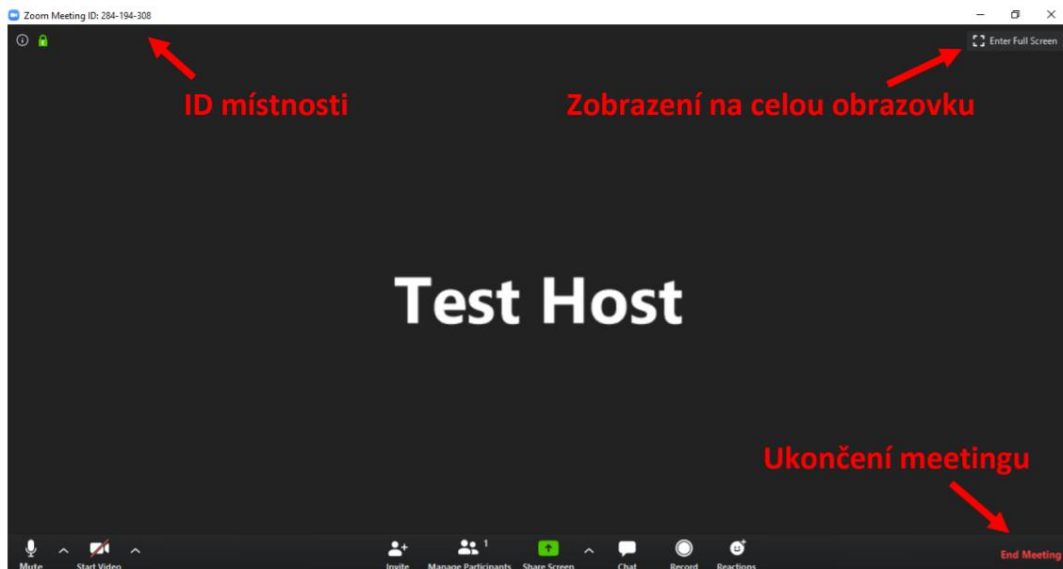 Zoom Meeting ID: 284-194-308
Enter Full Screen
ID místnosti
Zobrazení na celou obrazovku
Test Host
Ukončení meetingu
1
Mute
Start Video
Invite
Manage Participants
Share Screen
Chat
Record
Reactions
End Meeting